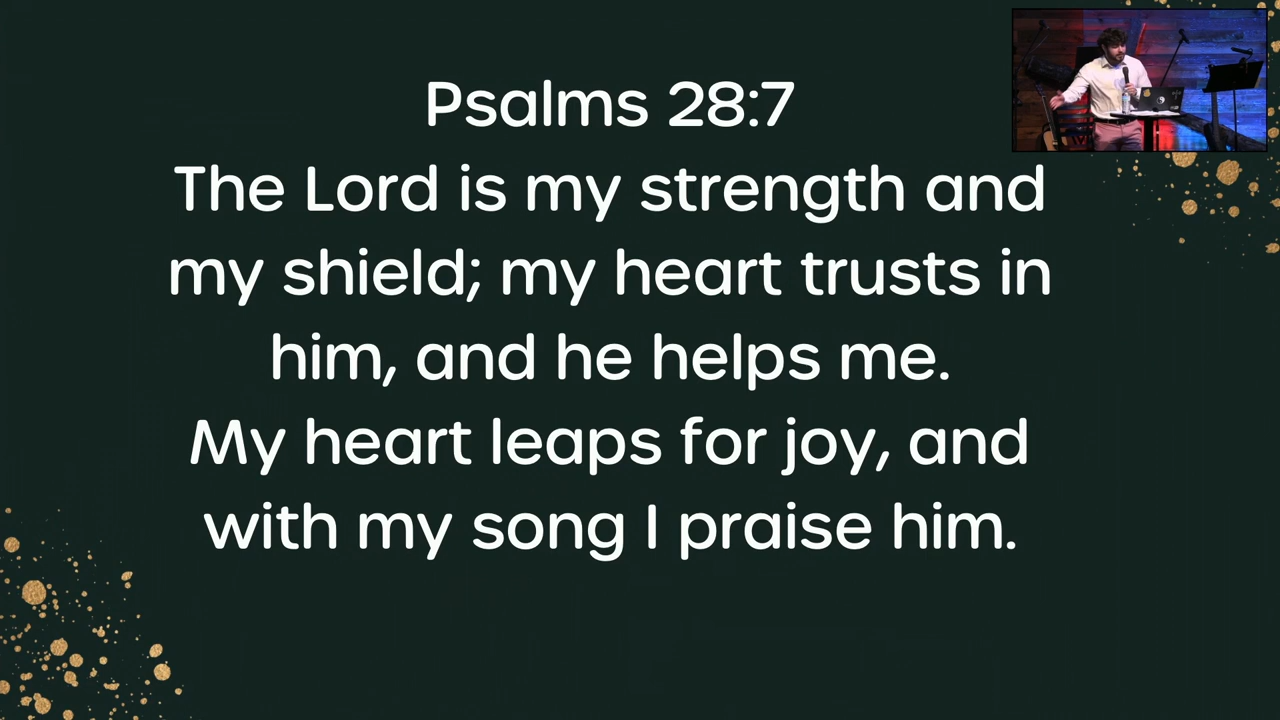 Psalms 28:7
The Lord is my strength and
my shield; my heart trusts in
him, and he helps me.
My heart leaps for joy, and
with my song I praise him.